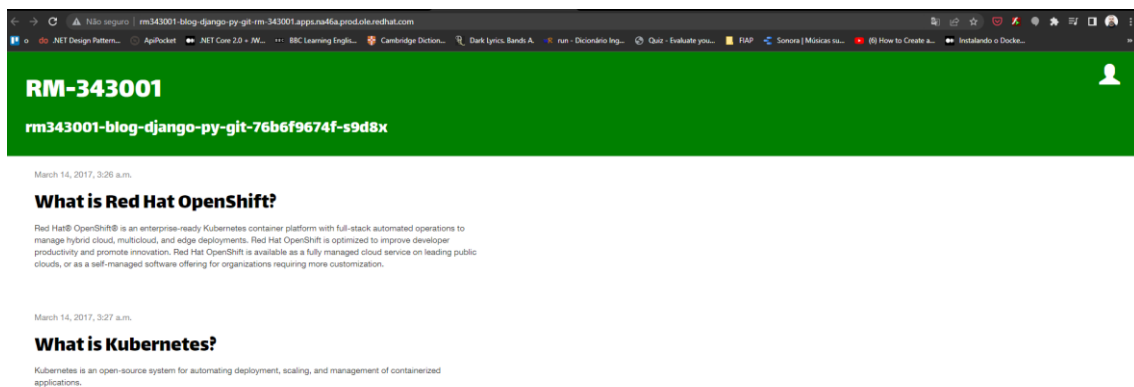 Não seguro | rm343001-blog-django-py-git-rm-343001.apps.na46a.prod.ole.redhat.com
o do .NET Design Pattern... ApiPocket .NET Core 2.0 + JW... BBC Learning Englis... Cambridge Diction... Dark Lyrics. Bands A. run - Dicionário Ing... Quiz - Evaluate you... FIAP Sonora | Músicas su... (6) How to Create a... Instalando o Docke... »
RM-343001
rm343001-blog-django-py-git-76b6f9674f-s9d8x
March 14, 2017, 3:26 a.m.
What is Red Hat OpenShift?
Red Hat® OpenShift® is an enterprise-ready Kubernetes container platform with full-stack automated operations to
manage hybrid cloud, multicloud, and edge deployments. Red Hat OpenShift is optimized to improve developer
productivity and promote innovation. Red Hat OpenShift is available as a fully managed cloud service on leading public
clouds, or as a self-managed software offering for organizations requiring more customization.
March 14, 2017, 3:27 a.m.
What is Kubernetes?
Kubernetes is an open-source system for automating deployment, scaling, and management of containerized
applications.